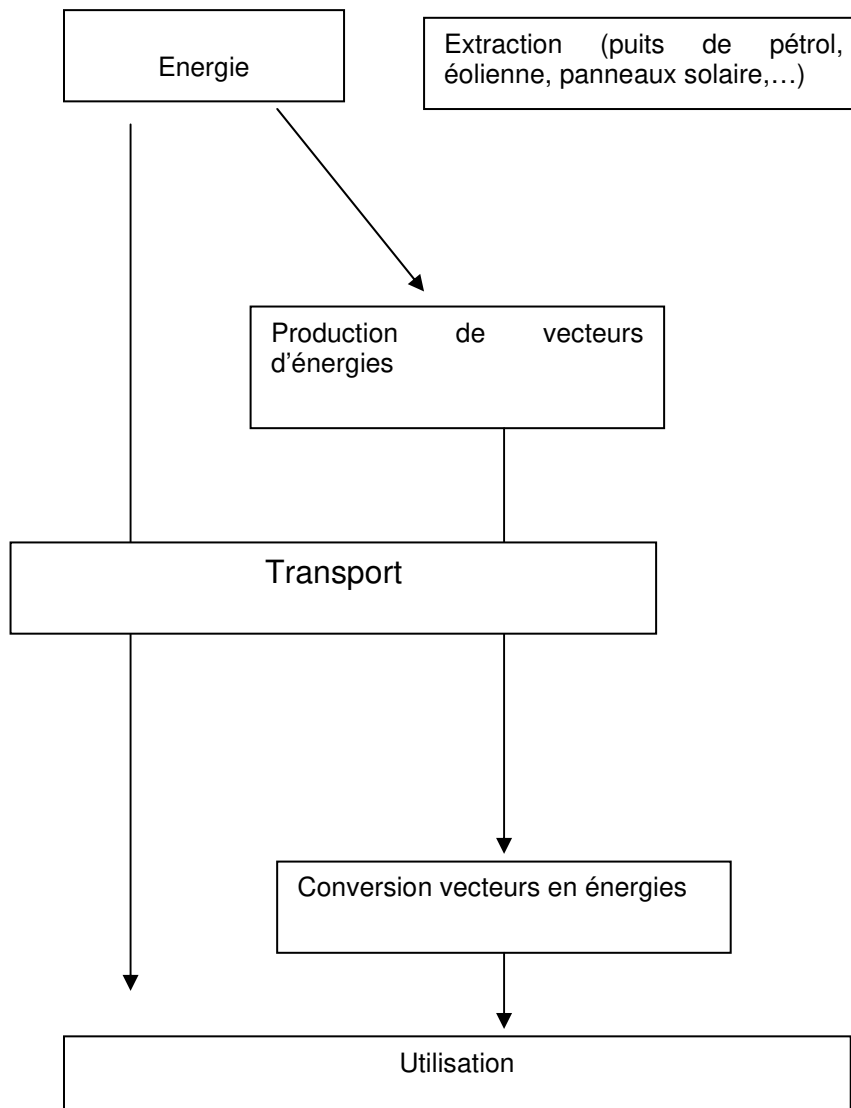 Energie
Extraction (puits de pétrol,
éolienne, panneaux solaire,…)
Production de vecteurs
d’énergies
Transport
Conversion vecteurs en énergies
Utilisation